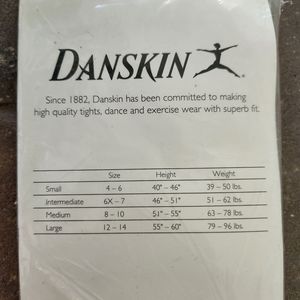 DANSKIN ®
Since 1882, Danskin has been committed to making
high quality tights, dance and exercise wear with superb fit.
Size Height Weight
Small 4 – 6 40" – 46" 39 – 50 lbs.
Intermediate 6X – 7 46" – 51" 51 – 62 lbs.
Medium 8 – 10 51" – 55" 63 – 78 lbs.
Large 12 – 14 55" – 60" 79 – 96 lbs.